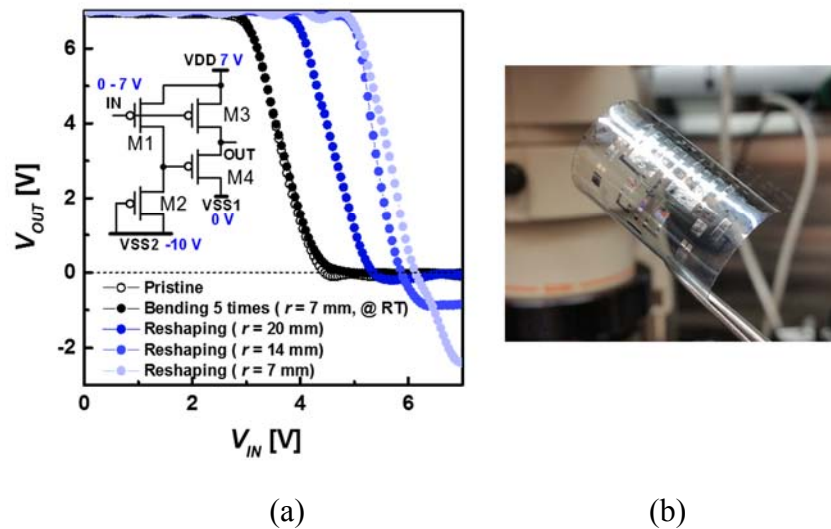 6
4
2
0
-2
V_OUT [V]
VDD 7 V
0 - 7 V
IN
M1
M3
OUT
M2
M4
VSS1
0 V
VSS2 -10 V
Pristine
Bending 5 times ( r = 7 mm, @ RT)
Reshaping ( r = 20 mm)
Reshaping ( r = 14 mm)
Reshaping ( r = 7 mm)
0 2 4 6
V_IN [V]
(a) (b)